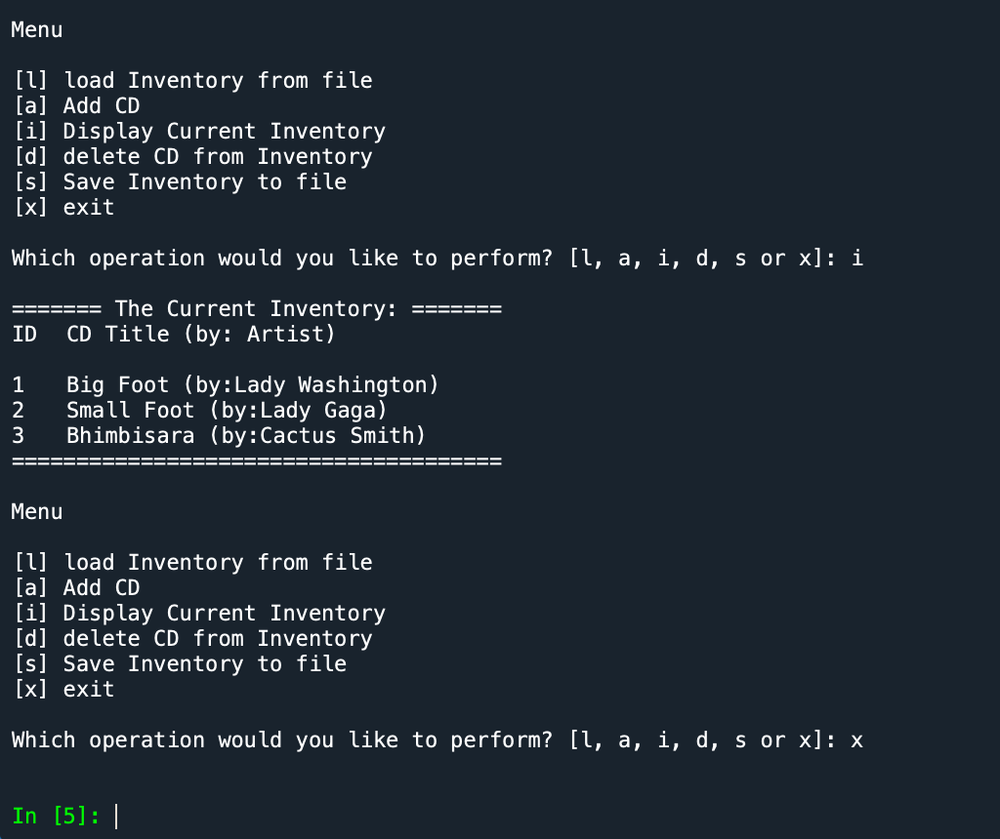 Menu
[l] load Inventory from file
[a] Add CD
[i] Display Current Inventory
[d] delete CD from Inventory
[s] Save Inventory to file
[x] exit
Which operation would you like to perform? [l, a, i, d, s or x]: i
======= The Current Inventory: =======
ID  CD Title (by: Artist)
1   Big Foot (by:Lady Washington)
2   Small Foot (by:Lady Gaga)
3   Bhimbisara (by:Cactus Smith)
======================================
Menu
[l] load Inventory from file
[a] Add CD
[i] Display Current Inventory
[d] delete CD from Inventory
[s] Save Inventory to file
[x] exit
Which operation would you like to perform? [l, a, i, d, s or x]: x
In [5]: